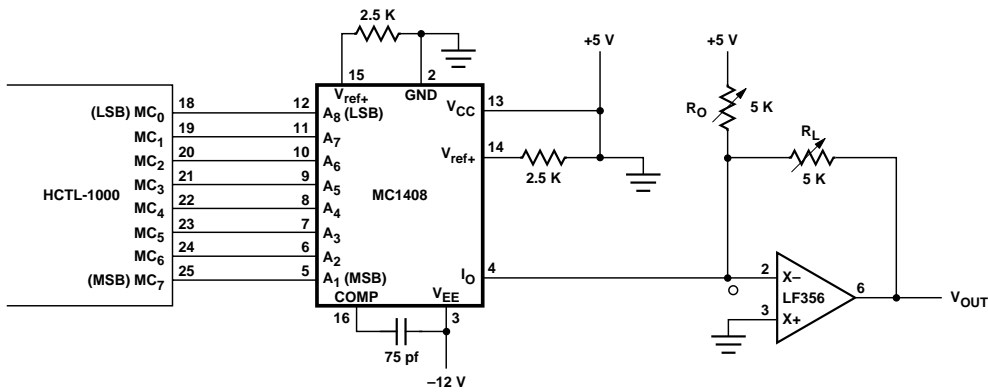 2.5 K
+5 V
+5 V
15
2
V_ref+
GND
R_O
5 K
(LSB) MC_0
18
12
A_8 (LSB)
V_CC
13
MC_1
19
11
A_7
R_L
5 K
MC_2
20
10
A_6
V_ref+
14
2.5 K
MC_3
21
9
A_5
HCTL-1000
MC1408
MC_4
22
8
A_4
MC_5
23
7
A_3
MC_6
24
6
A_2
(MSB) MC_7
25
5
A_1 (MSB)
I_O
4
2
X–
LF356
6
V_OUT
3
X+
COMP
V_EE
16
3
75 pf
–12 V